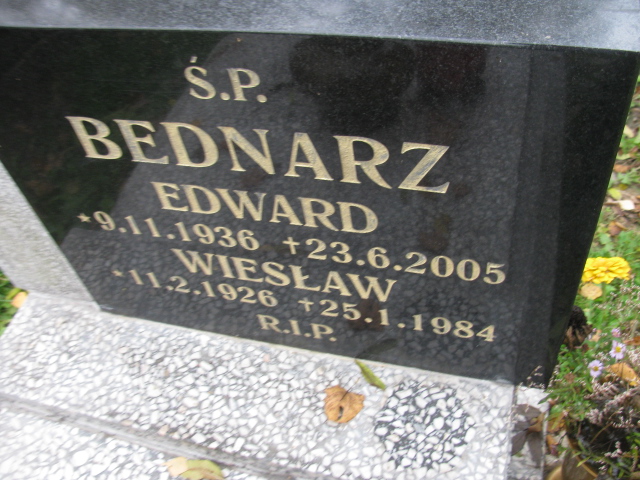 Ś.P.
BEDNARZ
EDWARD
*9.11.1936 †23.6.2005
WIESŁAW
*11.2.1926 †25.1.1984
R.I.P.